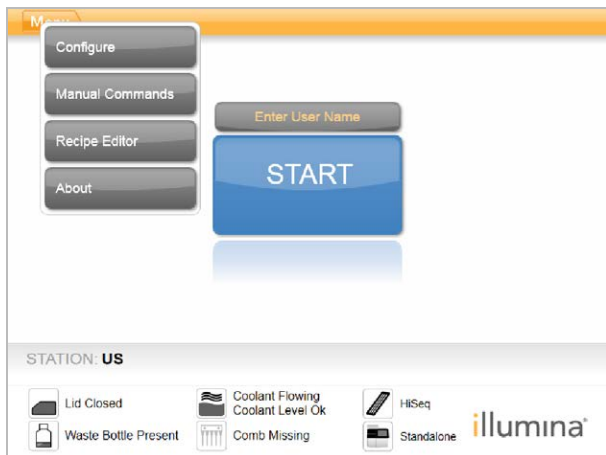 Menu
Configure
Manual Commands
Recipe Editor
About
Enter User Name
START
STATION: US
Lid Closed
Coolant Flowing
Coolant Level Ok
HiSeq
Waste Bottle Present
Comb Missing
Standalone
illumina